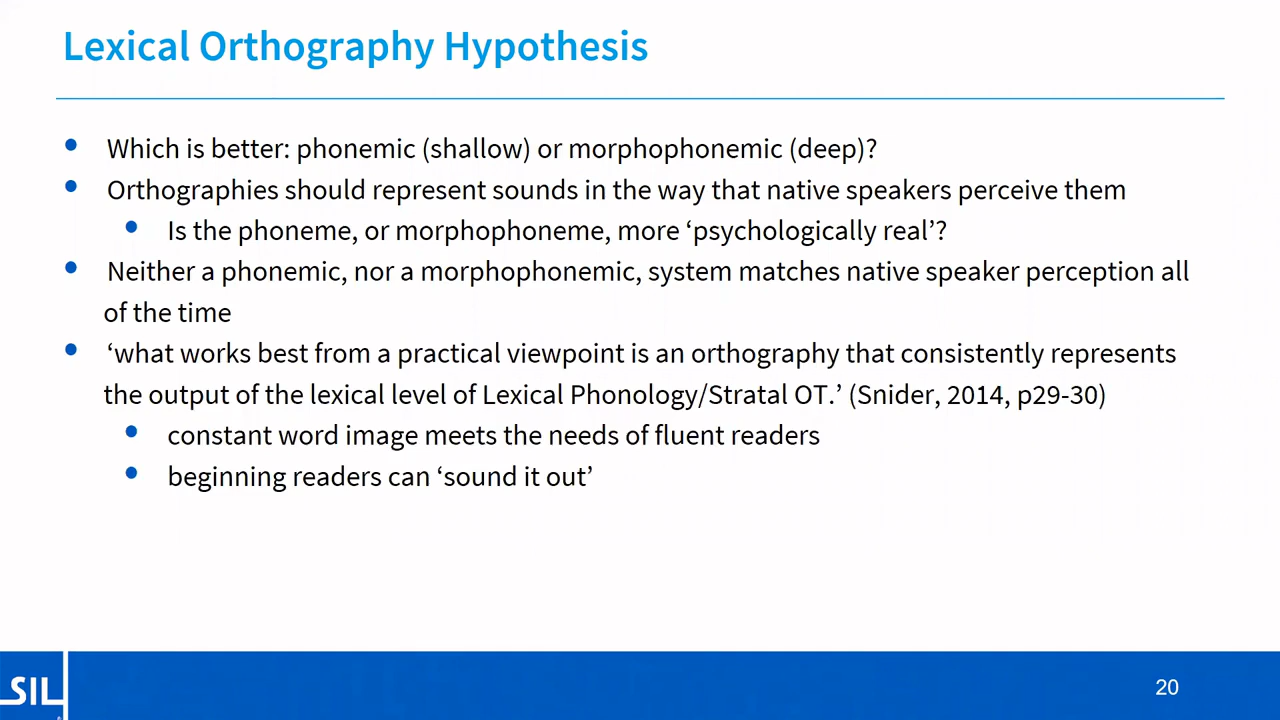 Lexical Orthography Hypothesis
• Which is better: phonemic (shallow) or morphophonemic (deep)?
• Orthographies should represent sounds in the way that native speakers perceive them
• Is the phoneme, or morphophoneme, more ‘psychologically real’?
• Neither a phonemic, nor a morphophonemic, system matches native speaker perception all
of the time
• ‘what works best from a practical viewpoint is an orthography that consistently represents
the output of the lexical level of Lexical Phonology/Stratal OT.’ (Snider, 2014, p29-30)
• constant word image meets the needs of fluent readers
• beginning readers can ‘sound it out’
SIL
20